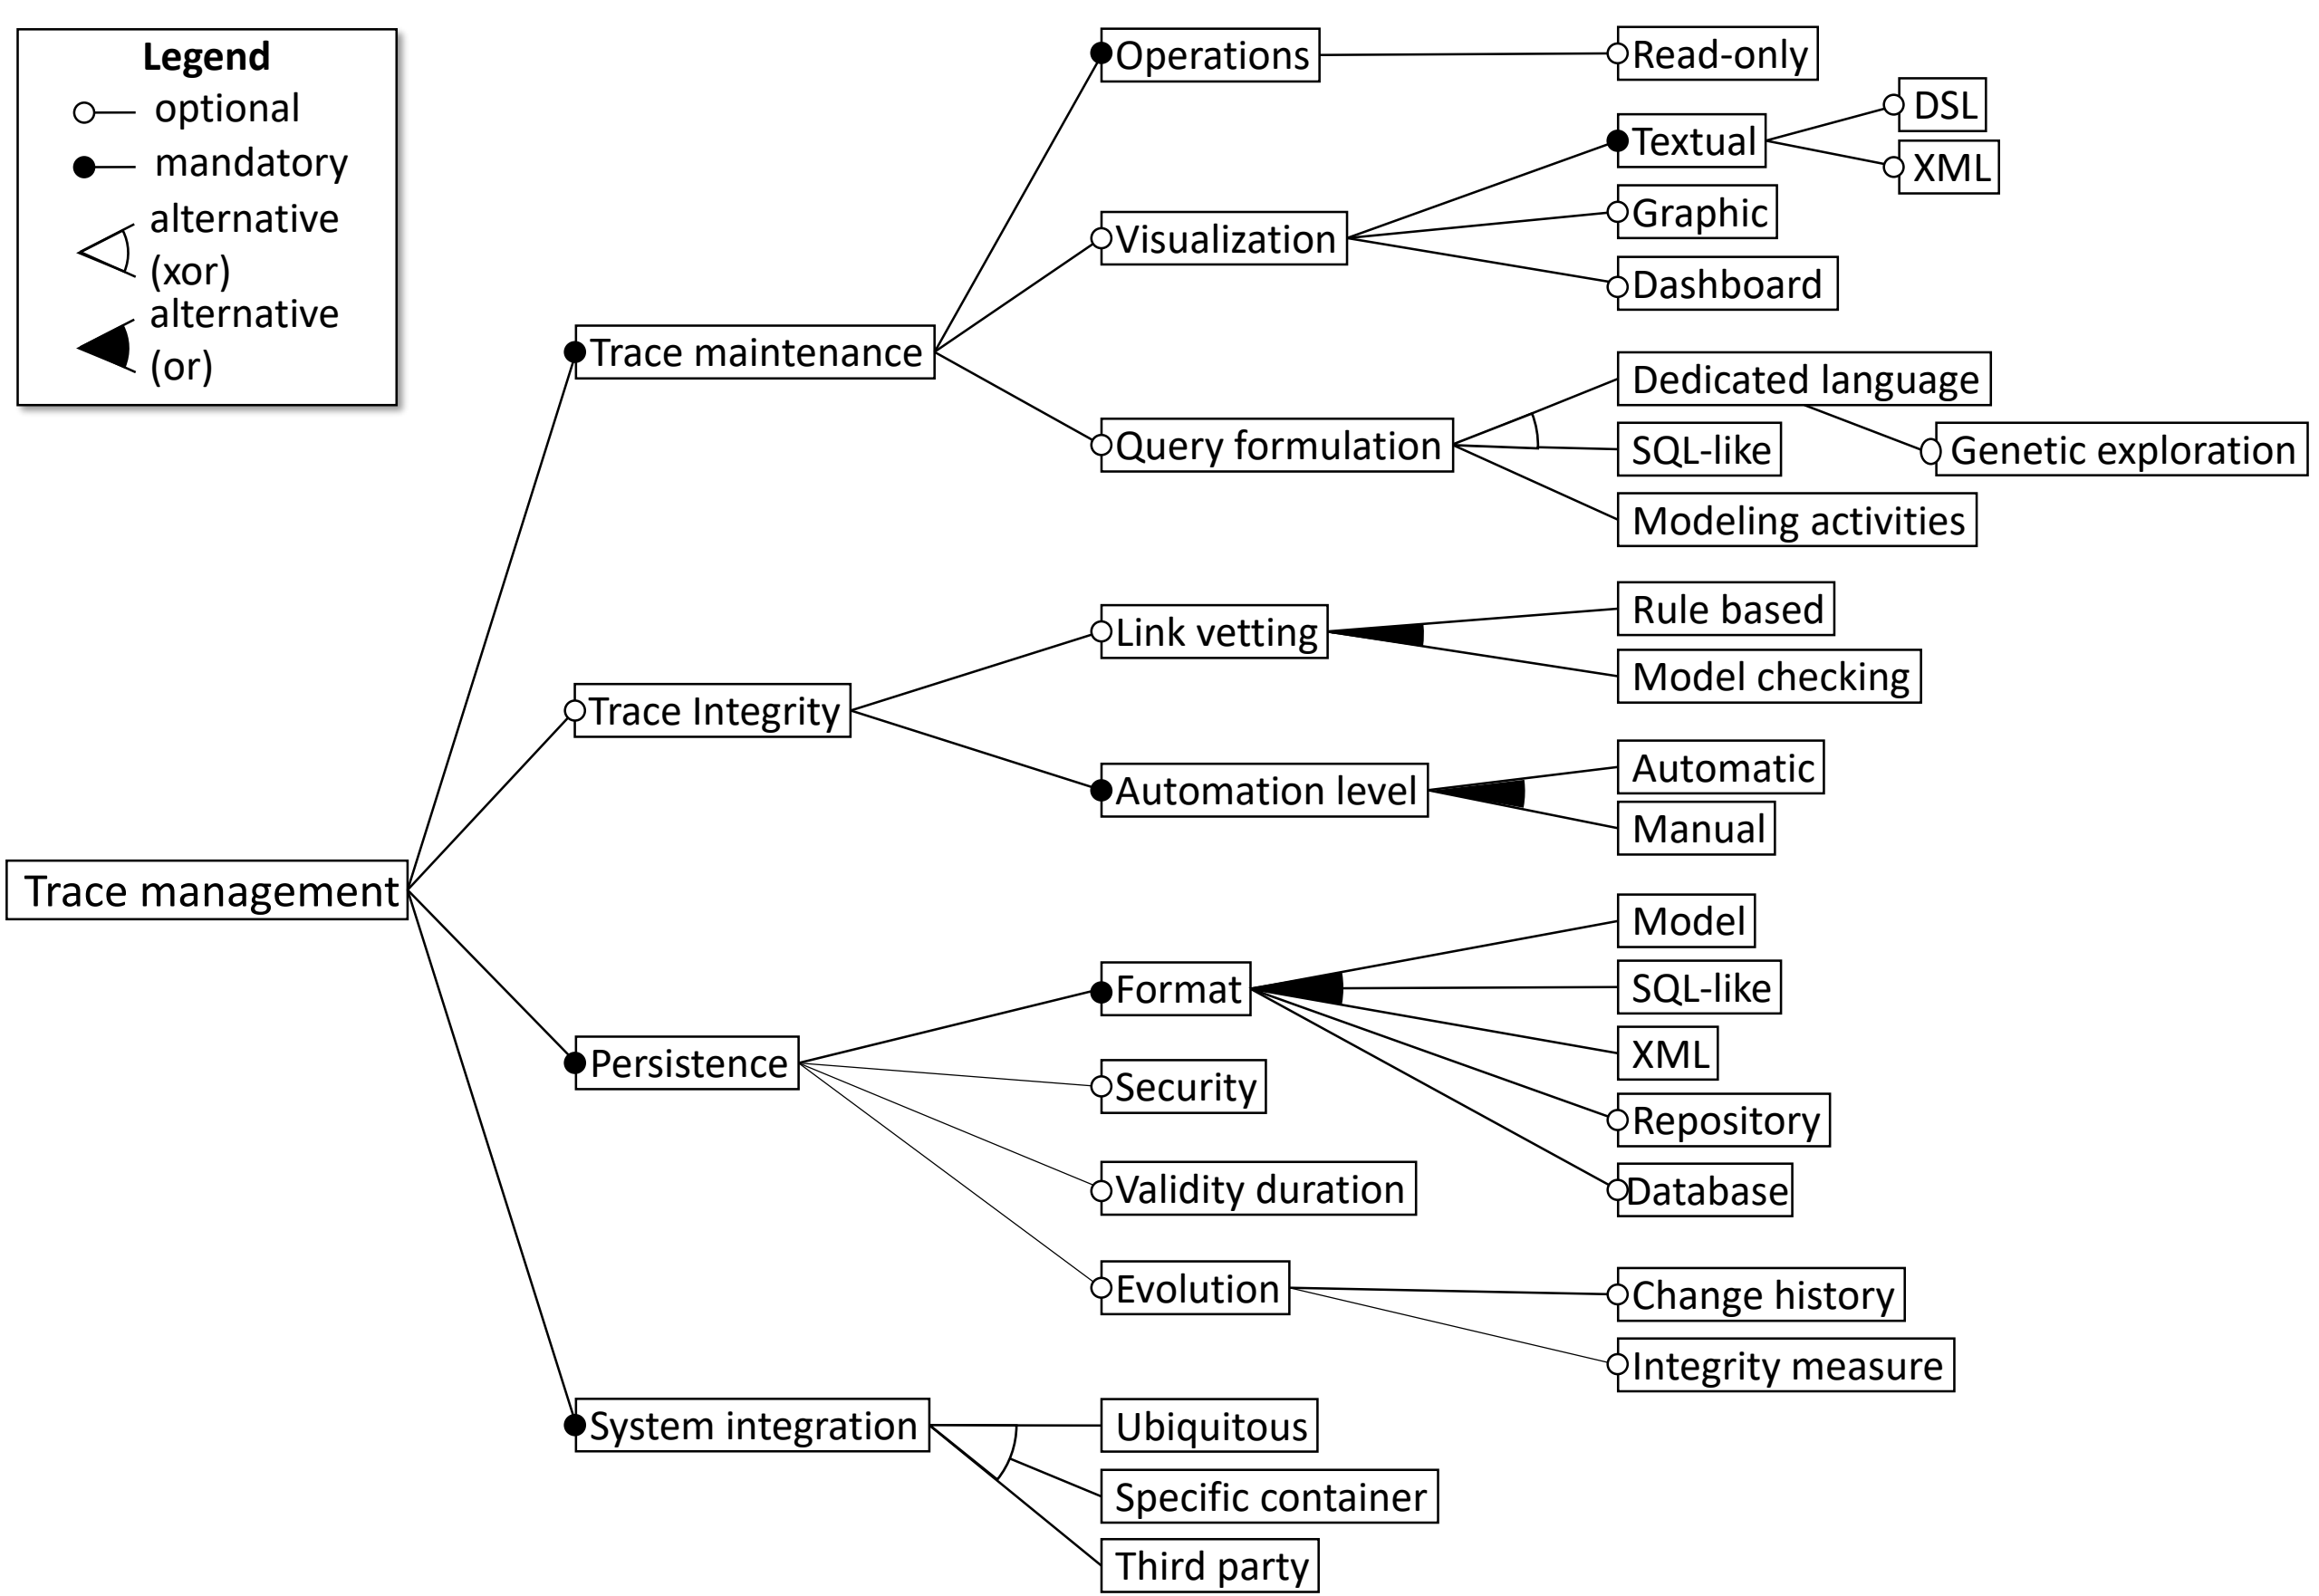 Legend
optional
mandatory
alternative
(xor)
alternative
(or)
Trace management
Trace maintenance
Operations
Read-only
Visualization
Textual
DSL
XML
Graphic
Dashboard
Query formulation
Dedicated language
Genetic exploration
SQL-like
Modeling activities
Trace Integrity
Link vetting
Rule based
Model checking
Automation level
Automatic
Manual
Persistence
Format
Model
SQL-like
XML
Repository
Database
Security
Validity duration
Evolution
Change history
Integrity measure
System integration
Ubiquitous
Specific container
Third party